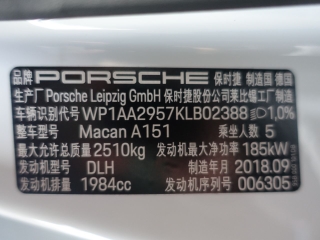 品牌 PORSCHE 保时捷 制造国 德国
生产厂 Porsche Leipzig GmbH 保时捷股份公司莱比锡工厂制造
车辆识别代号 WP1AA2957KLB02388 1,0%
整车型号 Macan A151 乘坐人数 5
最大允许总质量 2510kg 发动机最大净功率 185kW
发动机型号 DLH 制造年月 2018.09
发动机排量 1984cc 发动机序列号 006305